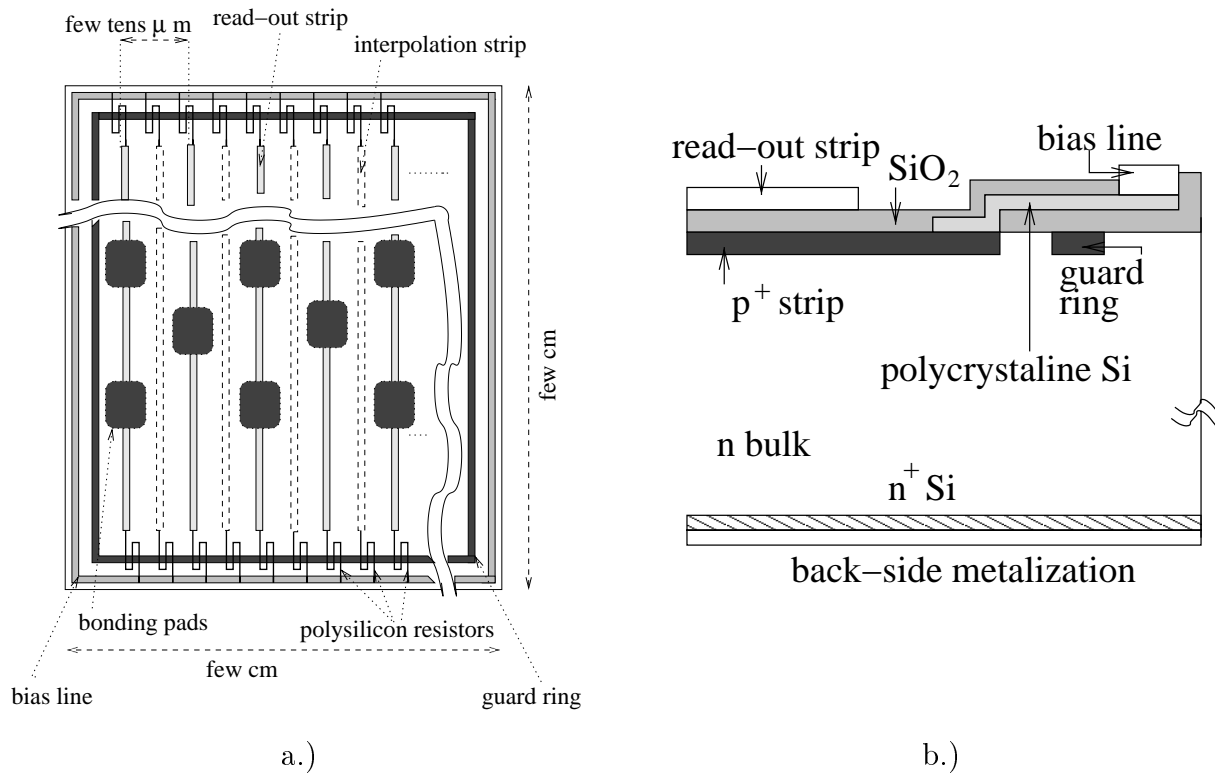 few tens μ m
read−out strip
interpolation strip
few cm
bonding pads
polysilicon resistors
few cm
bias line
guard ring
a.)
read−out strip
SiO2
bias line
p+ strip
guard
ring
polycrystaline Si
n bulk
n+ Si
back−side metalization
b.)